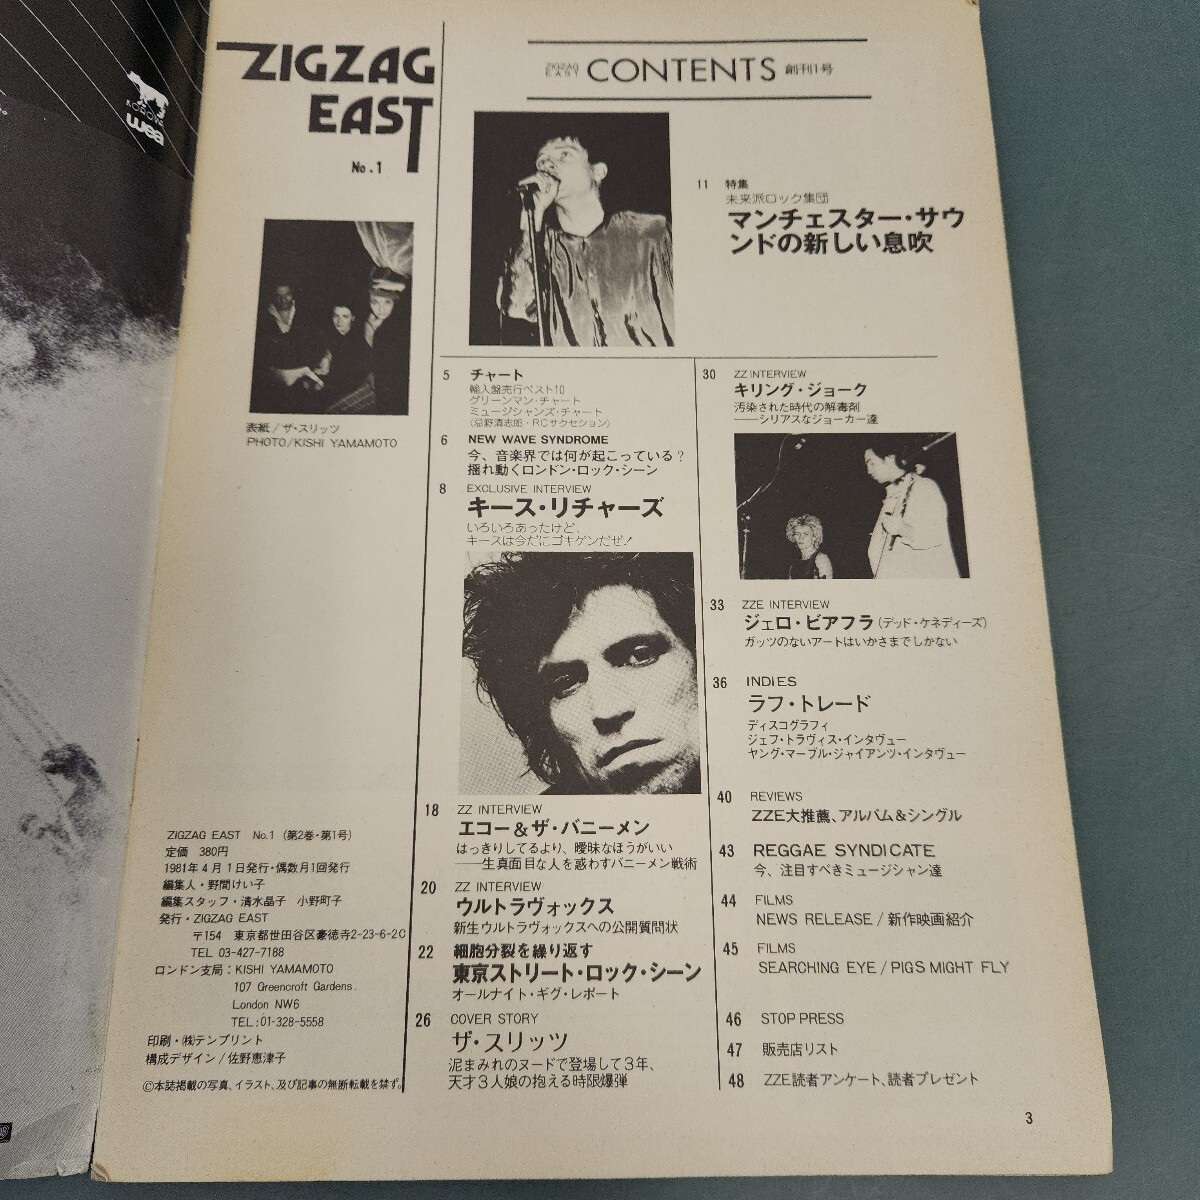 KOROVA
wea
ZIGZAG
EAST
No.1
表紙/ザ・スリッツ
PHOTO/KISHI YAMAMOTO
ZIGZAG EAST No.1 (第2巻・第1号)
定価 380円
1981年4月1日発行・偶数月1回発行
編集人・野間けい子
編集スタッフ・清水晶子 小野町子
発行・ZIGZAG EAST
〒154 東京都世田谷区豪徳寺2-23-6-2C
TEL 03-427-7188
ロンドン支局:KISHI YAMAMOTO
107 Greencroft Gardens.
London NW6
TEL:01-328-5558
印刷・㈱テンプリント
構成デザイン/佐野恵津子
©本誌掲載の写真、イラスト、及び記事の無断転載を禁ず。
ZIGZAG
EAST CONTENTS 創刊1号
11 特集
未来派ロック集団
マンチェスター・サウ
ンドの新しい息吹
5 チャート
輸入盤売行ベスト10
グリーンマン・チャート
ミュージシャンズ・チャート
(忌野清志郎・RCサクセション)
6 NEW WAVE SYNDROME
今、音楽界では何が起こっている?
揺れ動くロンドン・ロック・シーン
8 EXCLUSIVE INTERVIEW
キース・リチャーズ
いろいろあったけど、
キースは今だにゴキゲンだぜ!
18 ZZ INTERVIEW
エコー&ザ・バニーメン
はっきりしてるより、曖昧なほうがいい
——生真面目な人を惑わすバニーメン戦術
20 ZZ INTERVIEW
ウルトラヴォックス
新生ウルトラヴォックスへの公開質問状
22 細胞分裂を繰り返す
東京ストリート・ロック・シーン
オールナイト・ギグ・レポート
26 COVER STORY
ザ・スリッツ
泥まみれのヌードで登場して3年、
天才3人娘の抱える時限爆弾
30 ZZ INTERVIEW
キリング・ジョーク
汚染された時代の解毒剤
——シリアスなジョーカー達
33 ZZE INTERVIEW
ジェロ・ビアフラ(デッド・ケネディーズ)
ガッツのないアートはいかさまでしかない
36 INDIES
ラフ・トレード
ディスコグラフィ
ジェフ・トラヴィス・インタヴュー
ヤング・マーブル・ジャイアンツ・インタヴュー
40 REVIEWS
ZZE大推薦、アルバム&シングル
43 REGGAE SYNDICATE
今、注目すべきミュージシャン達
44 FILMS
NEWS RELEASE/新作映画紹介
45 FILMS
SEARCHING EYE/PIGS MIGHT FLY
46 STOP PRESS
47 販売店リスト
48 ZZE読者アンケート、読者プレゼント
3